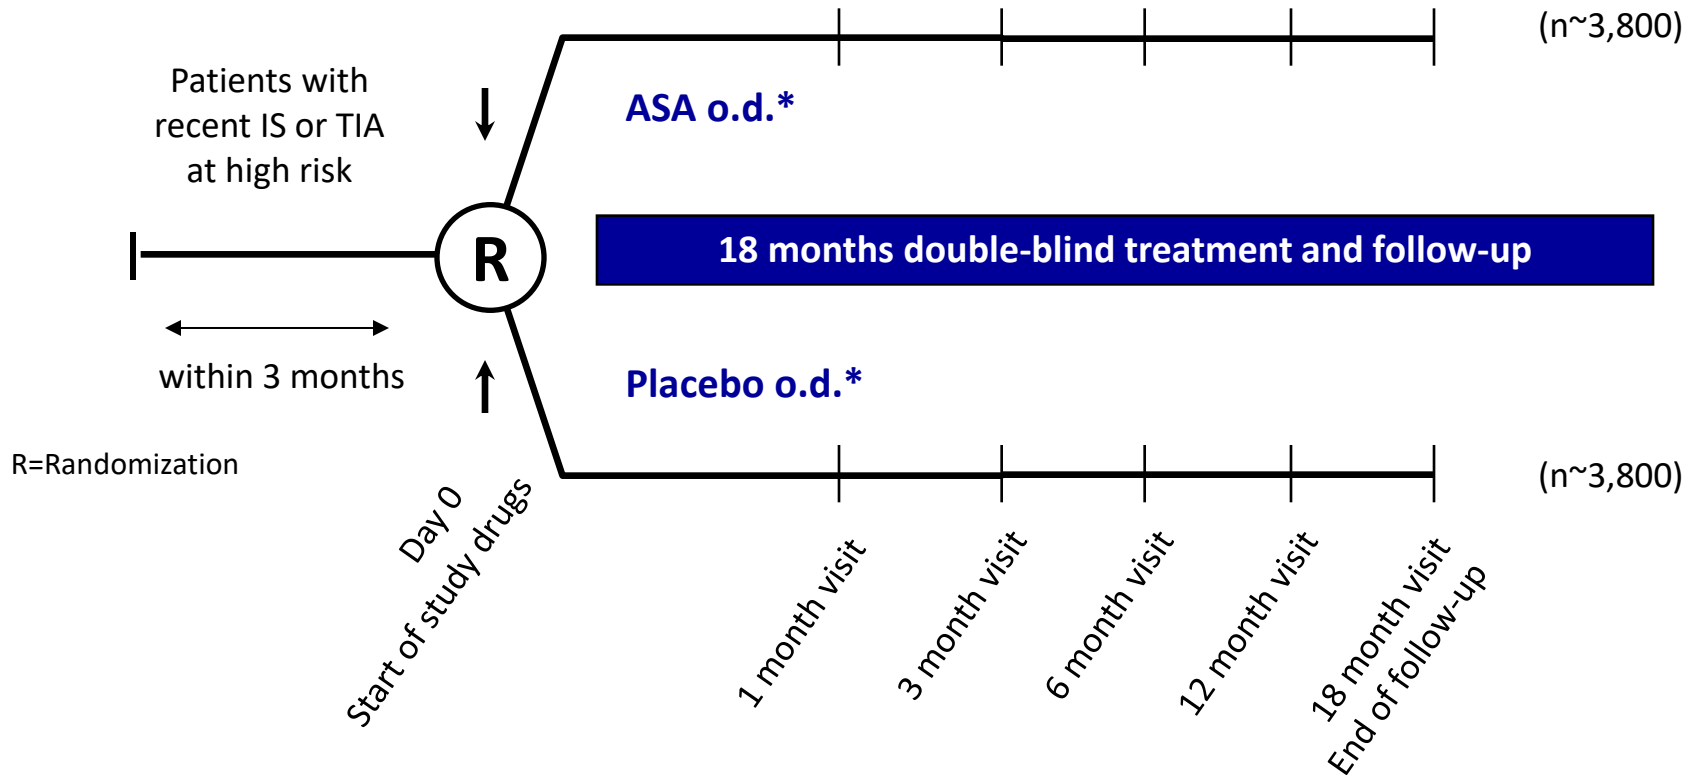 (n~3,800)
Patients with
recent IS or TIA
at high risk
ASA o.d.*
R
18 months double-blind treatment and follow-up
within 3 months
Placebo o.d.*
R=Randomization
(n~3,800)
Day 0
Start of study drugs
1 month visit
3 month visit
6 month visit
12 month visit
18 month visit
End of follow-up